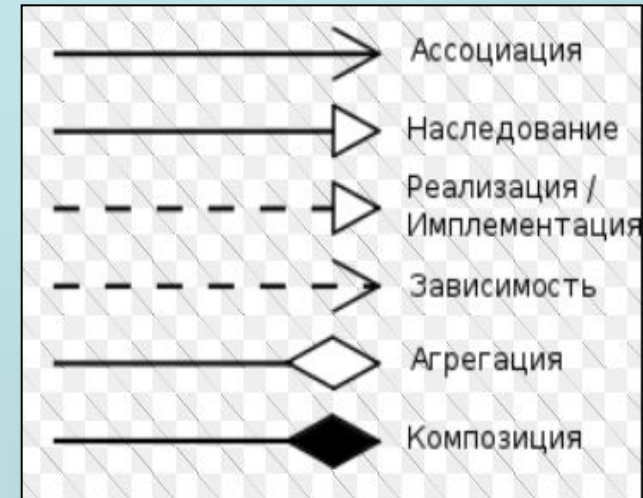 Ассоциация
Наследование
Реализация /
Имплементация
Зависимость
Агрегация
Композиция